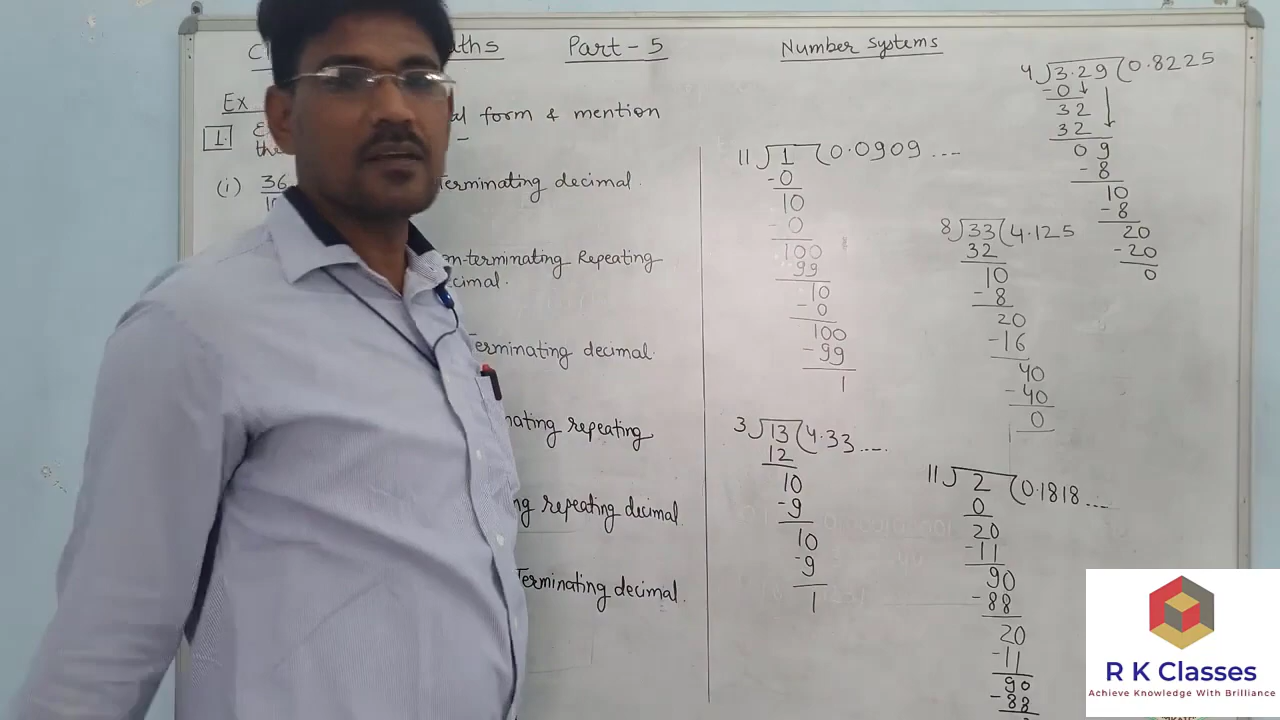 aths Part - 5 Number Systems
Ex
1. form & mention
(i) 36 Terminating decimal.
n-terminating Repeating
cimal.
Terminating decimal.
nating repeating
ng repeating decimal.
Terminating decimal.
11 1 0.0909 ....
-0
10
-0
100
99
10
-0
100
-99
1
3 13 4.33 ....
12
10
-9
10
-9
1
4 3.29 0.8225
-0
32
32
09
-8
10
-8
20
-20
0
8 33 4.125
32
10
-8
20
-16
40
-40
0
11 2 0.1818 ....
0
20
-11
90
-88
20
-11
90
-88
R K Classes
Achieve Knowledge With Brilliance